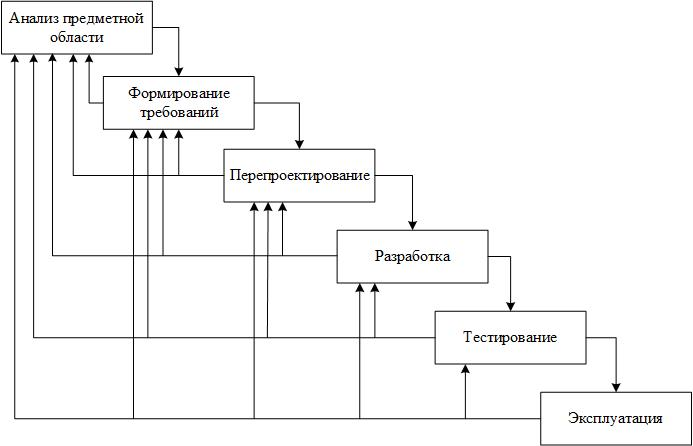 Анализ предметной
области
Формирование
требований
Перепроектирование
Разработка
Тестирование
Эксплуатация